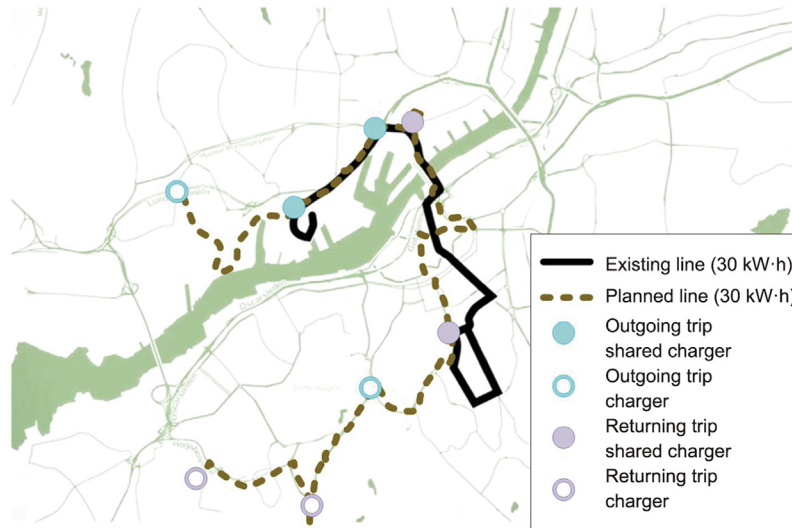 Oscarsleden
Existing line (30 kW·h)
Planned line (30 kW·h)
Outgoing trip
shared charger
Outgoing trip
charger
Returning trip
shared charger
Returning trip
charger